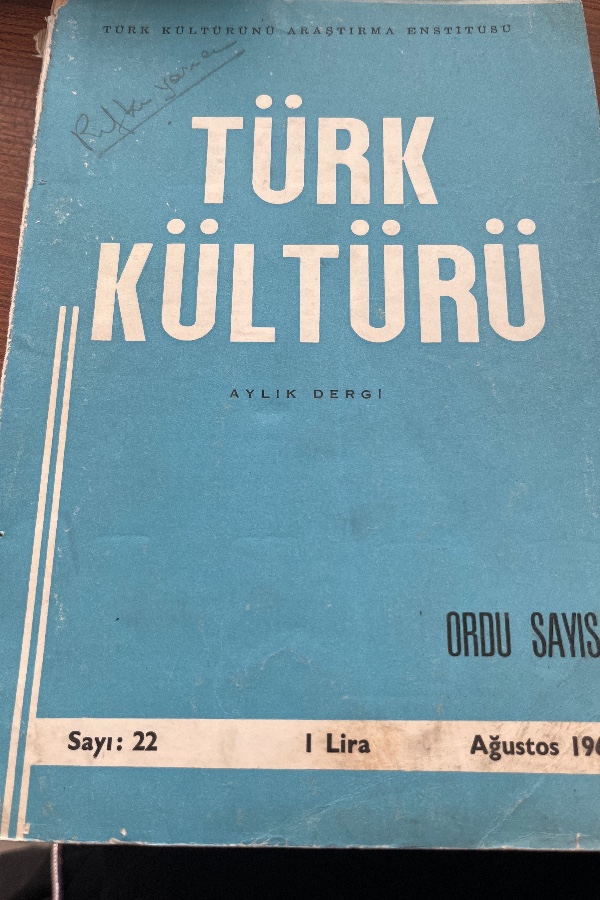 TÜRK KÜLTÜRÜNÜ ARAŞTIRMA ENSTİTÜSÜ
TÜRK
KÜLTÜRÜ
AYLIK DERGİ
ORDU SAYIS
Sayı: 22 1 Lira Ağustos 196